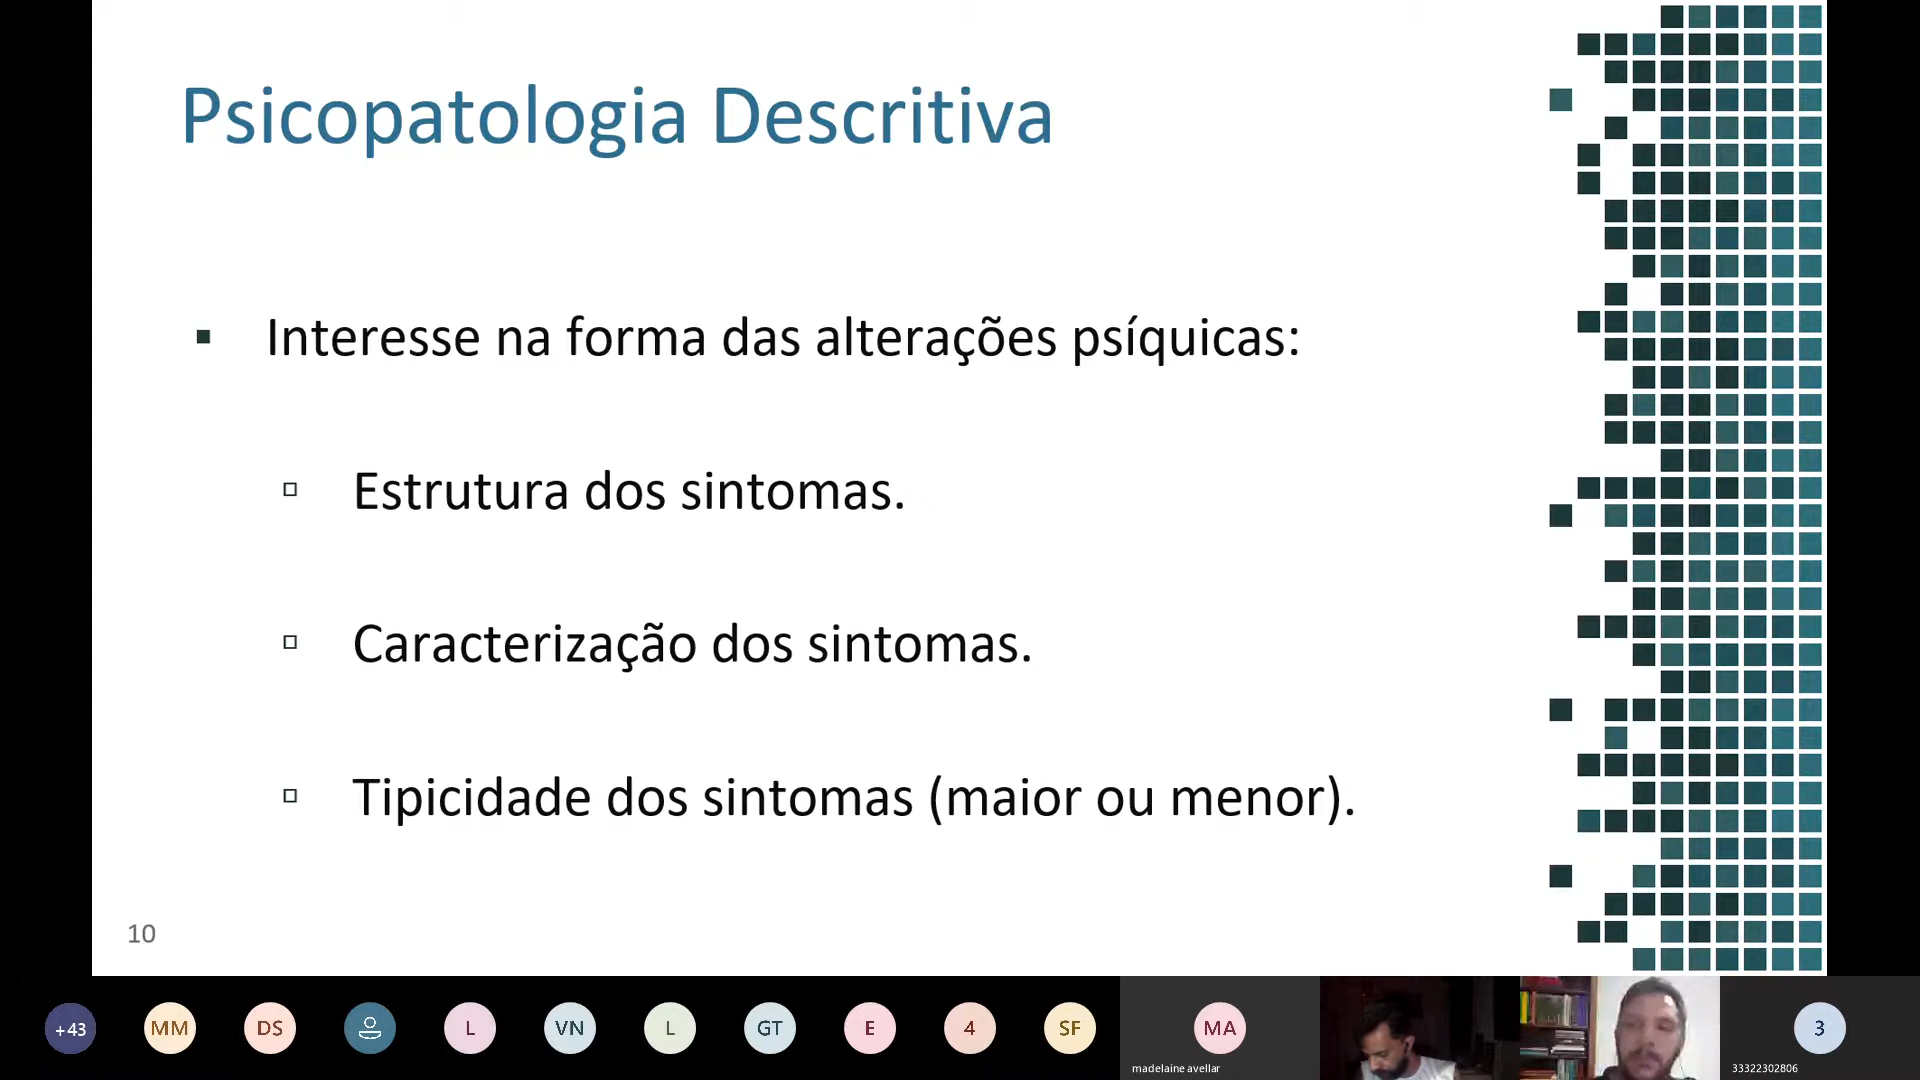 Psicopatologia Descritiva
Interesse na forma das alterações psíquicas:
Estrutura dos sintomas.
Caracterização dos sintomas.
Tipicidade dos sintomas (maior ou menor).
10
+43
MM
DS
L
VN
L
GT
E
4
SF
MA
3
madelaine avellar
33322302806